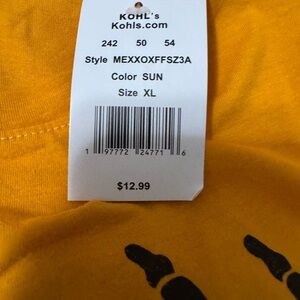 KOHL's
Kohls.com
242 50 54
Style MEXXOXFFSZ3A
Color SUN
Size XL
1 97772 24771 6
$12.99